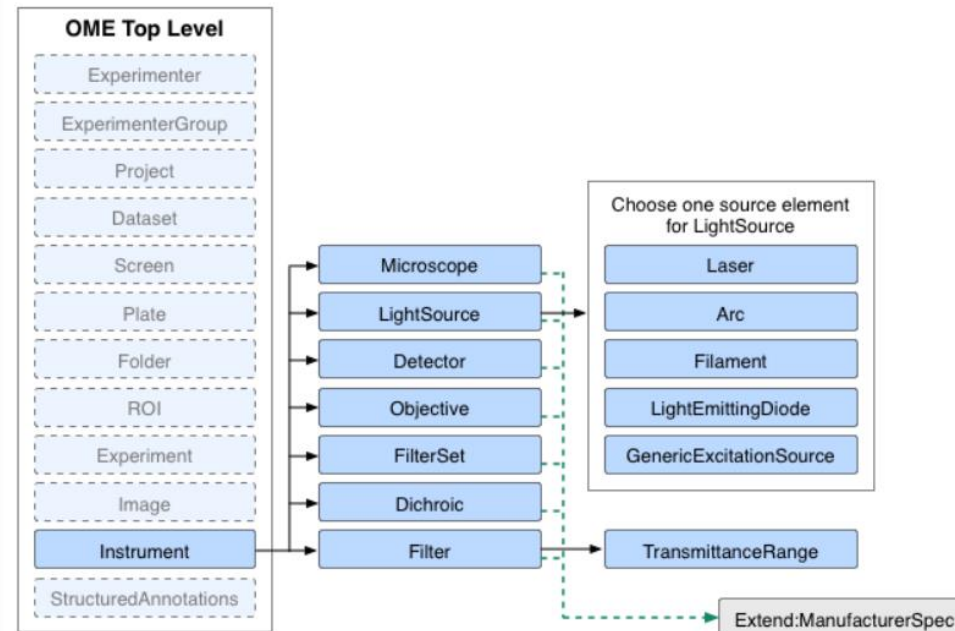 OME Top Level
Experimenter
ExperimenterGroup
Project
Dataset
Screen
Plate
Folder
ROI
Experiment
Image
Instrument
StructuredAnnotations
Microscope
LightSource
Detector
Objective
FilterSet
Dichroic
Filter
Choose one source element
for LightSource
Laser
Arc
Filament
LightEmittingDiode
GenericExcitationSource
TransmittanceRange
Extend:ManufacturerSpec